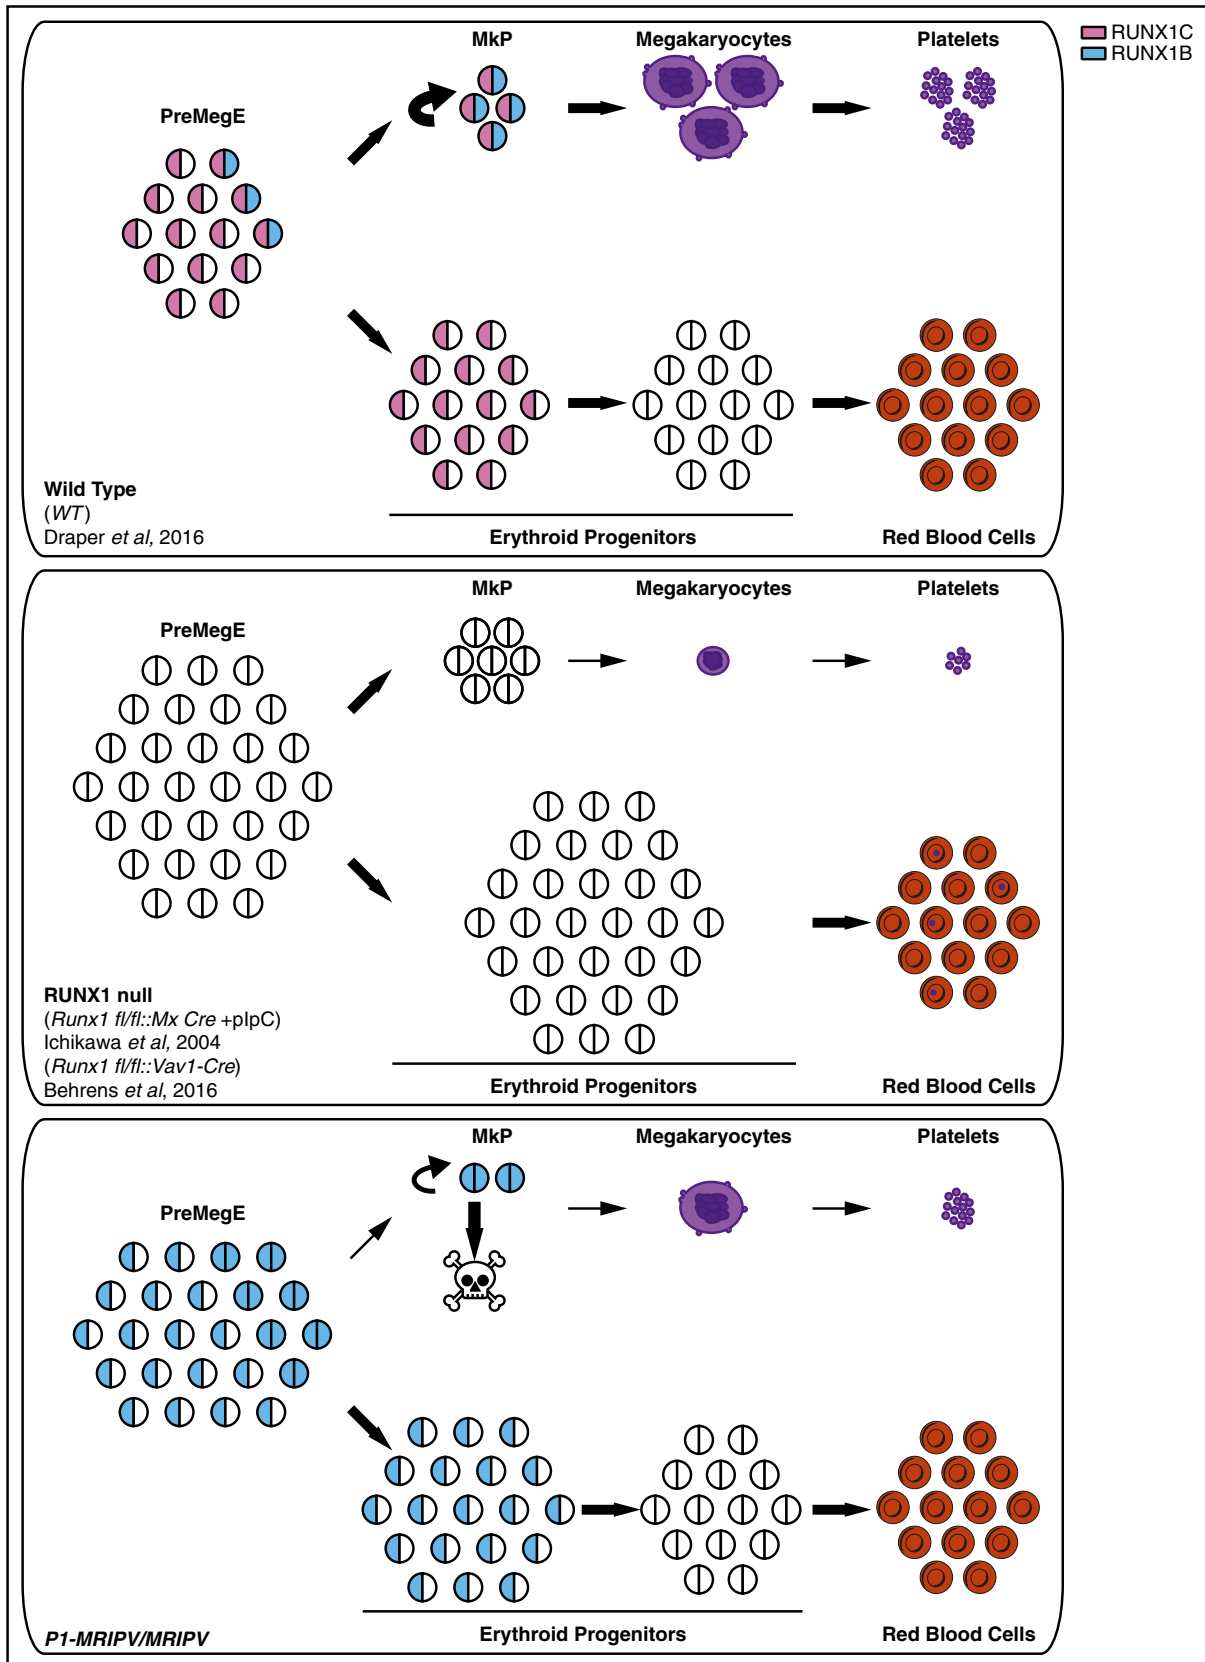 RUNX1C
RUNX1B
MkP
Megakaryocytes
Platelets
PreMegE
Wild Type
(WT)
Draper et al, 2016
Erythroid Progenitors
Red Blood Cells
MkP
Megakaryocytes
Platelets
PreMegE
RUNX1 null
(Runx1 fl/fl::Mx Cre +pIpC)
Ichikawa et al, 2004
(Runx1 fl/fl::Vav1-Cre)
Behrens et al, 2016
Erythroid Progenitors
Red Blood Cells
MkP
Megakaryocytes
Platelets
PreMegE
P1-MRIPV/MRIPV
Erythroid Progenitors
Red Blood Cells